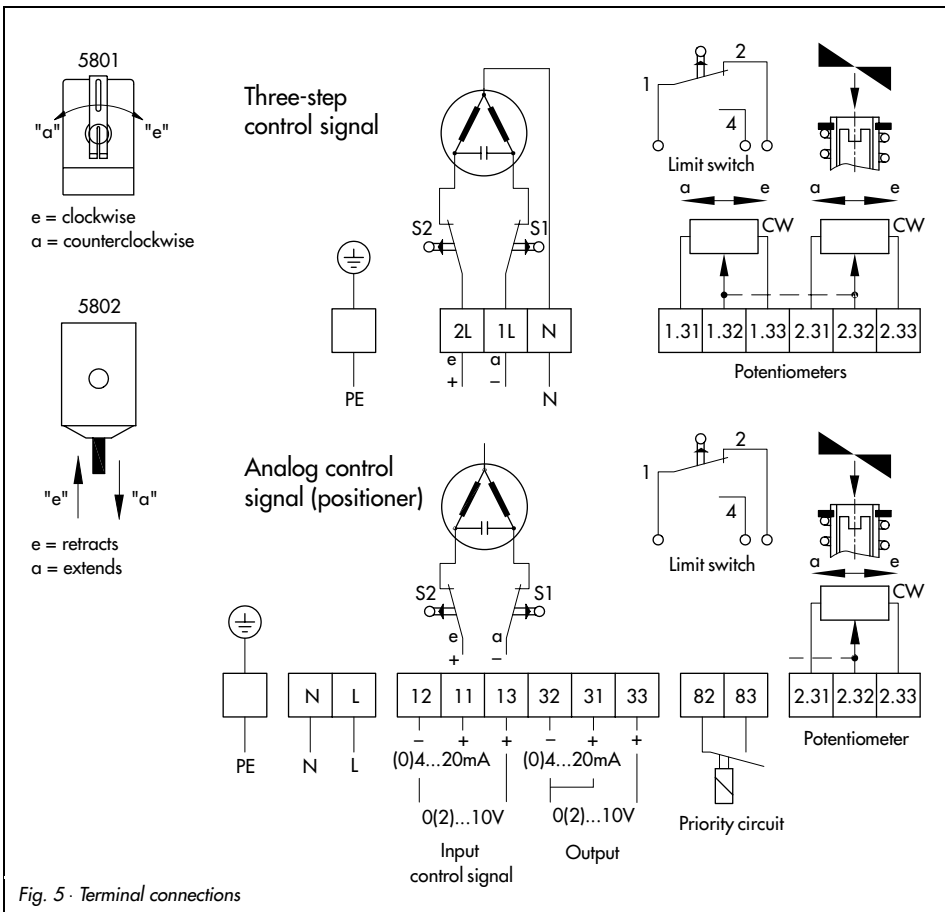 5801
"a"
"e"
e = clockwise
a = counterclockwise
5802
"e"
"a"
e = retracts
a = extends
Three-step
control signal
S2
S1
PE
2L 1L N
e a
+ –
N
1
2
4
Limit switch
a e a e
CW CW
1.31 1.32 1.33 2.31 2.32 2.33
Potentiometers
Analog control
signal (positioner)
S2
S1
e a
+ –
1
2
4
Limit switch
a e
CW
N L 12 11 13 32 31 33 82 83 2.31 2.32 2.33
– + + – + +
PE N L
(0)4...20mA (0)4...20mA
0(2)...10V 0(2)...10V
Input
control signal
Output
Priority circuit
Potentiometer
Fig. 5 · Terminal connections